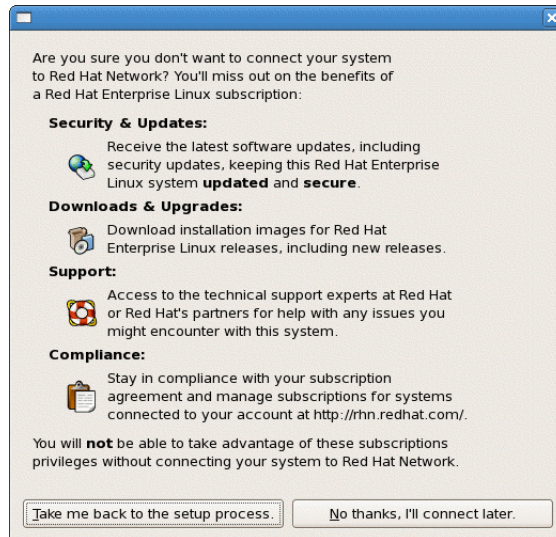 Are you sure you don't want to connect your system
to Red Hat Network? You'll miss out on the benefits of
a Red Hat Enterprise Linux subscription:
Security & Updates:
Receive the latest software updates, including
security updates, keeping this Red Hat Enterprise
Linux system updated and secure.
Downloads & Upgrades:
Download installation images for Red Hat
Enterprise Linux releases, including new releases.
Support:
Access to the technical support experts at Red Hat
or Red Hat's partners for help with any issues you
might encounter with this system.
Compliance:
Stay in compliance with your subscription
agreement and manage subscriptions for systems
connected to your account at http://rhn.redhat.com/.
You will not be able to take advantage of these subscriptions
privileges without connecting your system to Red Hat Network.
Take me back to the setup process.
No thanks, I'll connect later.